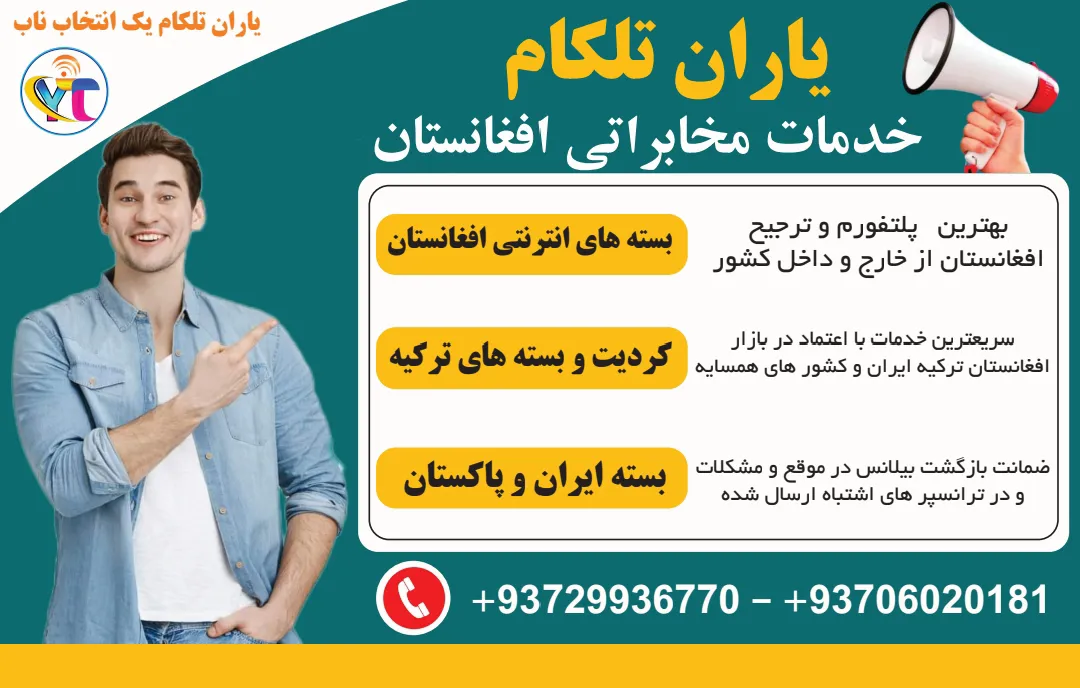 یاران تلکام یک انتخاب ناب
YTC
یاران تلکام
خدمات مخابراتی افغانستان
بهترین پلتفورم و ترجیح
افغانستان از خارج و داخل کشور
بسته های انترنتی افغانستان
سریعترین خدمات با اعتماد در بازار
افغانستان ترکیه ایران و کشور های همسایه
کردیت و بسته های ترکیه
ضمانت بازگشت بیلانس در موقع و مشکلات
و در ترانسپر های اشتباه ارسال شده
بسته ایران و پاکستان
+93729936770 – +93706020181